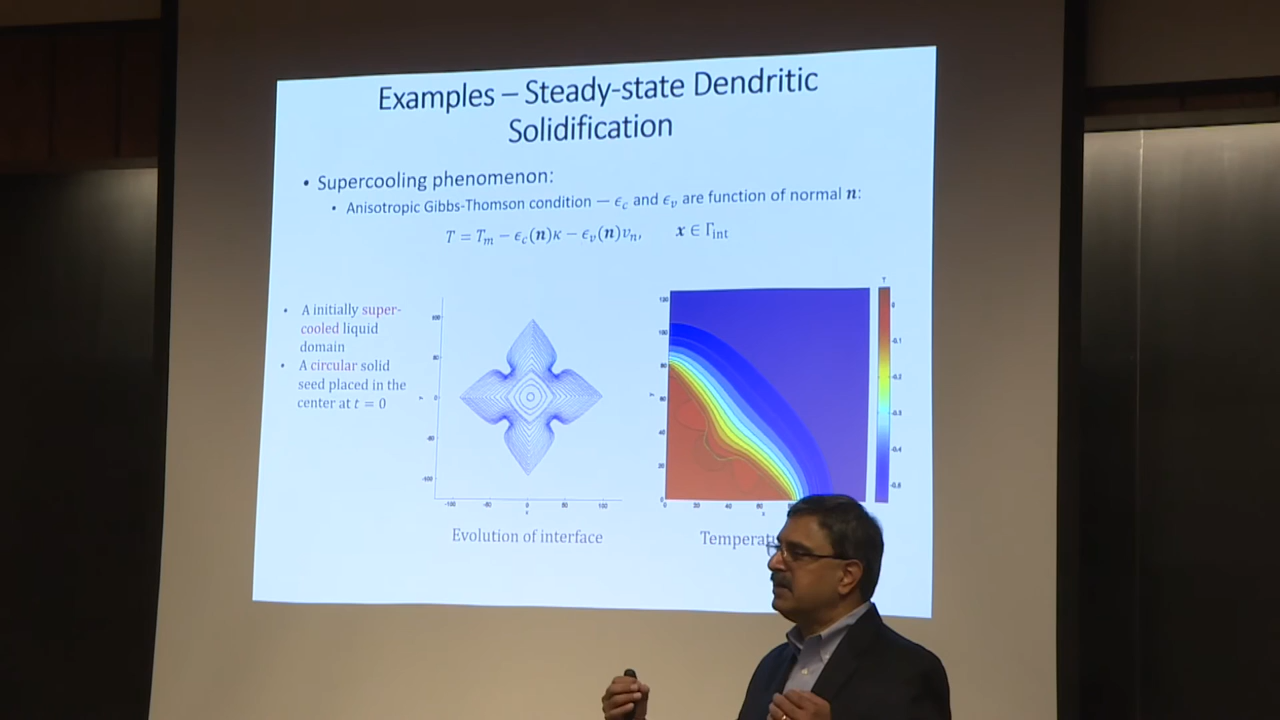 Examples – Steady-state Dendritic
Solidification
• Supercooling phenomenon:
• Anisotropic Gibbs-Thomson condition — ϵc and ϵv are function of normal n:
T = Tm − ϵc(n)κ − ϵv(n)vn, x ∈ Γint
• A initially super-
cooled liquid
domain
• A circular solid
seed placed in the
center at t = 0
Evolution of interface